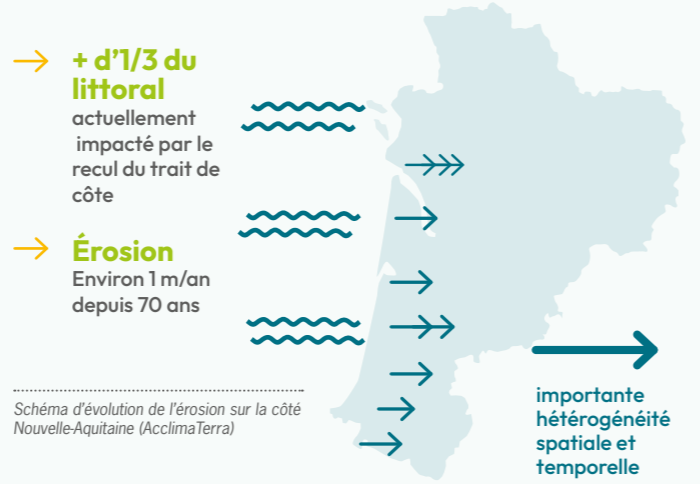 + d'1/3 du
littoral
actuellement
impacté par le
recul du trait de
côte
Érosion
Environ 1 m/an
depuis 70 ans
Schéma d'évolution de l'érosion sur la côté
Nouvelle-Aquitaine (AcclimaTerra)
importante
hétérogénéité
spatiale et
temporelle